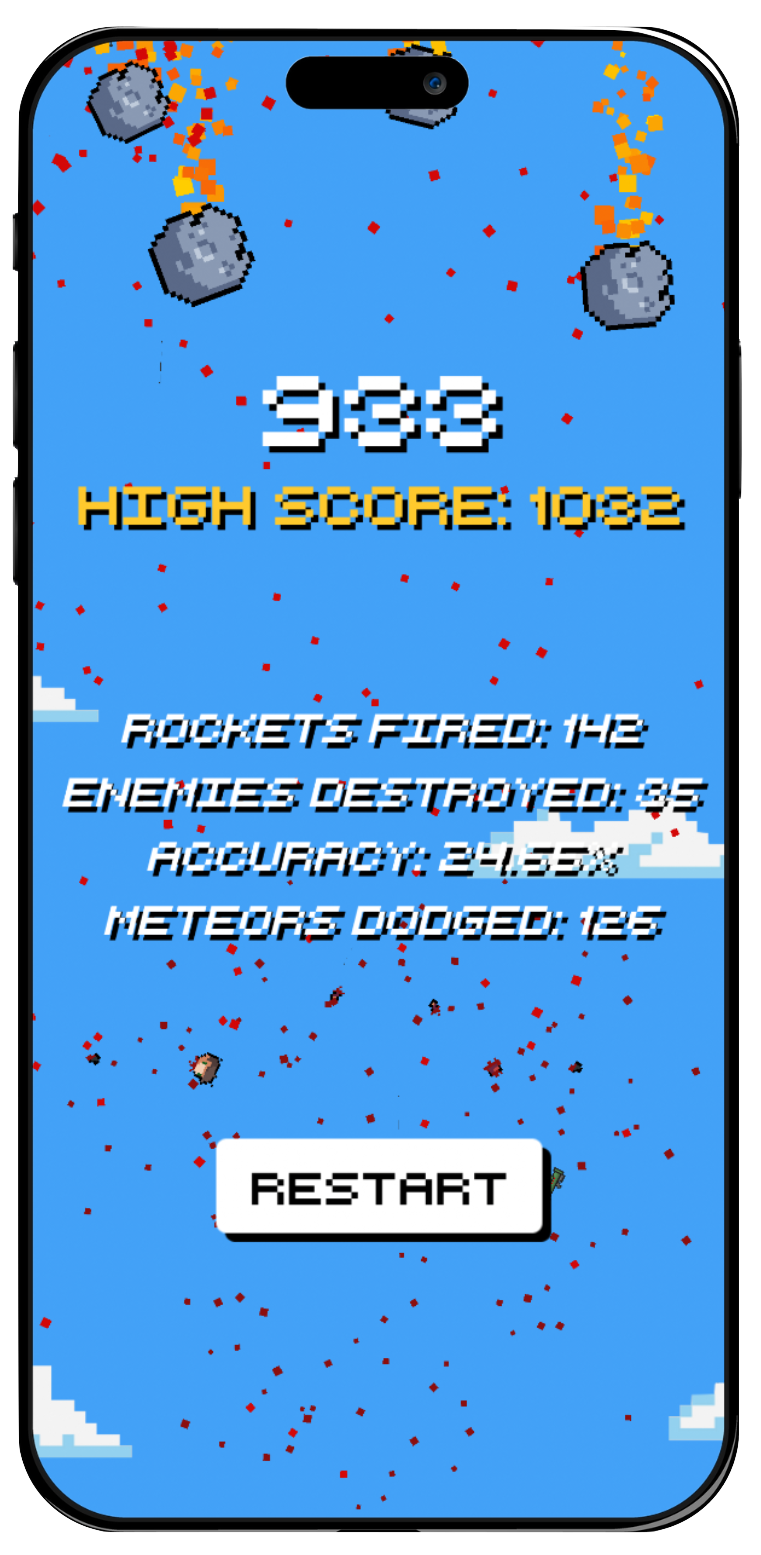 933
HIGH SCORE: 1032
ROCKETS FIRED: 142
ENEMIES DESTROYED: 35
ACCURACY: 24.65%
METEORS DODGED: 126
RESTART